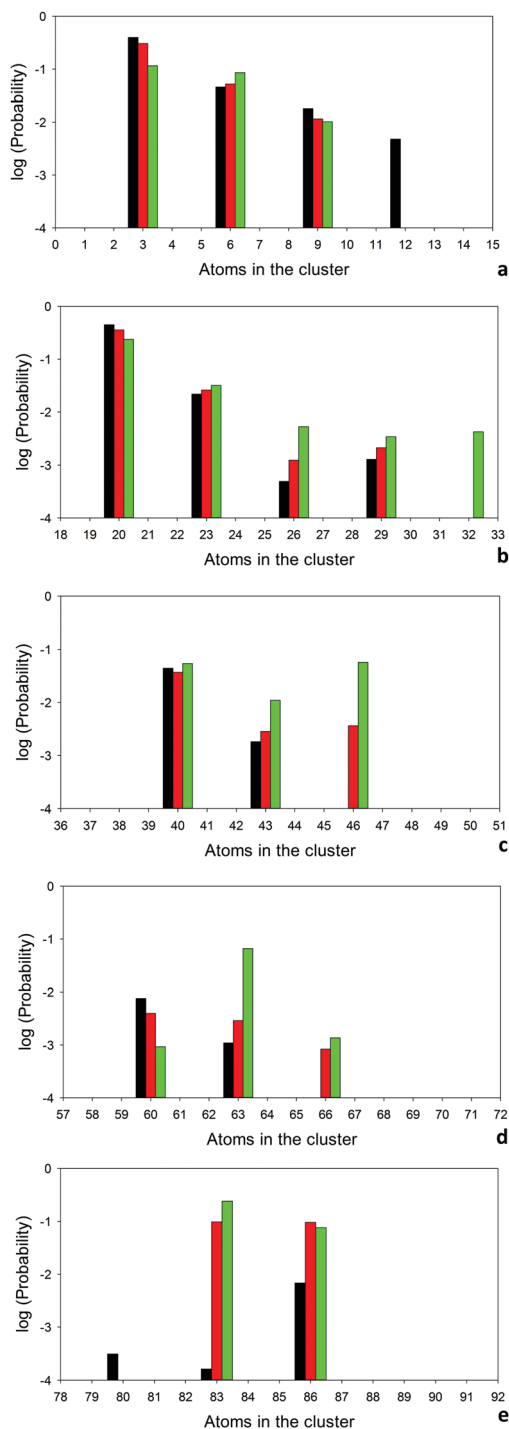 0
-1
-2
-3
-4
log (Probability)
0 1 2 3 4 5 6 7 8 9 10 11 12 13 14 15
Atoms in the cluster
a
0
-1
-2
-3
-4
log (Probability)
18 19 20 21 22 23 24 25 26 27 28 29 30 31 32 33
Atoms in the cluster
b
0
-1
-2
-3
-4
log (Probability)
36 37 38 39 40 41 42 43 44 45 46 47 48 49 50 51
Atoms in the cluster
c
0
-1
-2
-3
-4
log (Probability)
57 58 59 60 61 62 63 64 65 66 67 68 69 70 71 72
Atoms in the cluster
d
0
-1
-2
-3
-4
log (Probability)
78 79 80 81 82 83 84 85 86 87 88 89 90 91 92
Atoms in the cluster
e